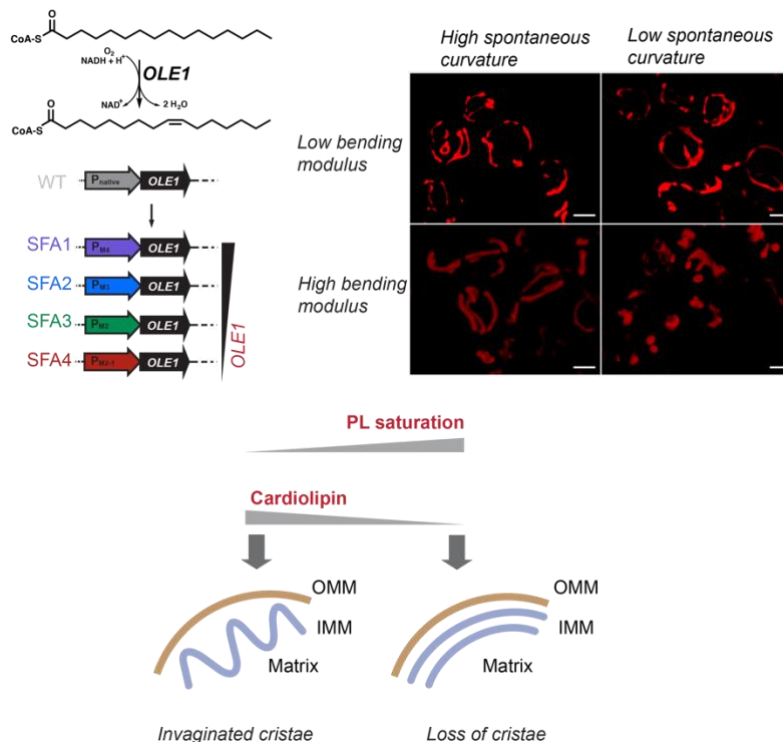 O
CoA-S
O₂
NADH + H⁺
OLE1
NAD⁺
2 H₂O
O
CoA-S
WT
Pnative
OLE1
SFA1
PM4
OLE1
SFA2
PM3
OLE1
SFA3
PM2
OLE1
SFA4
OLE1
OLE1
High spontaneous
curvature
Low spontaneous
curvature
Low bending
modulus
High bending
modulus
PL saturation
Cardiolipin
OMM
IMM
Matrix
Invaginated cristae
OMM
IMM
Matrix
Loss of cristae